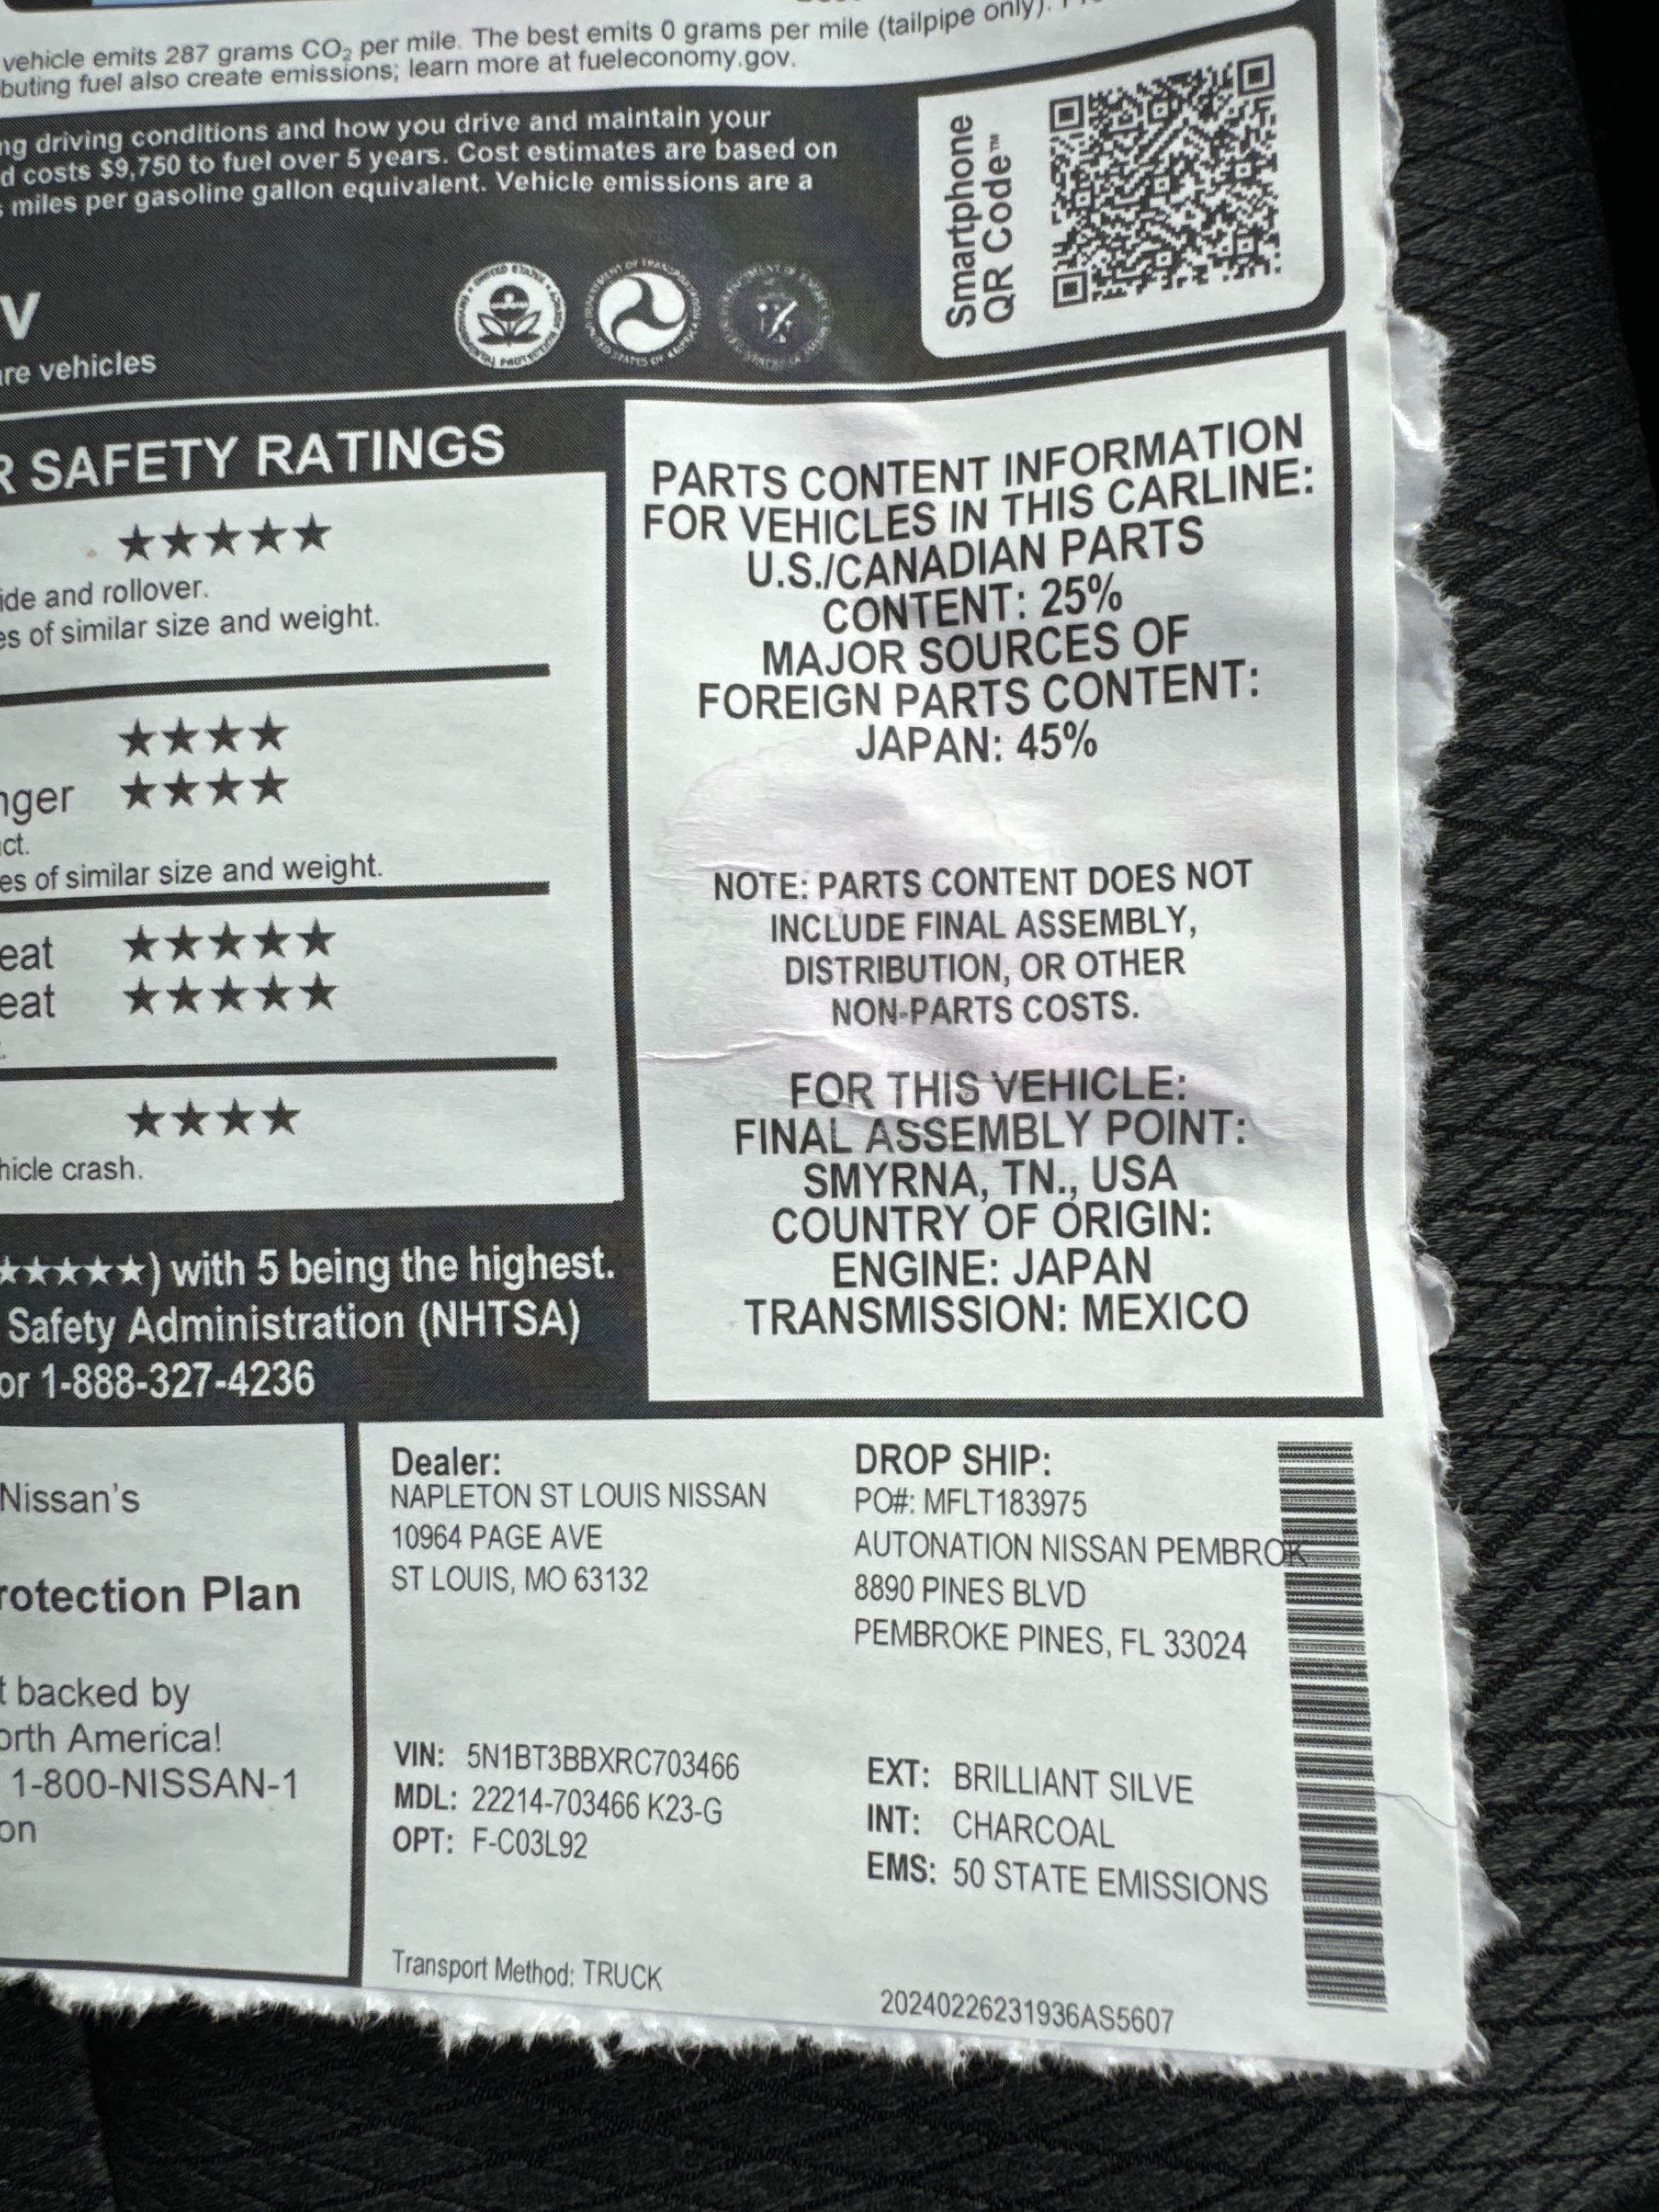 vehicle emits 287 grams CO₂ per mile. The best emits 0 grams per mile (tailpipe only).
buting fuel also create emissions; learn more at fueleconomy.gov.
ng driving conditions and how you drive and maintain your
d costs $9,750 to fuel over 5 years. Cost estimates are based on
miles per gasoline gallon equivalent. Vehicle emissions are a
V
are vehicles
Smartphone
QR Code™
R SAFETY RATINGS
★★★★★
ide and rollover.
es of similar size and weight.
★★★★
nger ★★★★
ct.
es of similar size and weight.
eat ★★★★★
eat ★★★★★
★★★★
hicle crash.
★★★★★) with 5 being the highest.
Safety Administration (NHTSA)
or 1-888-327-4236
PARTS CONTENT INFORMATION
FOR VEHICLES IN THIS CARLINE:
U.S./CANADIAN PARTS
CONTENT: 25%
MAJOR SOURCES OF
FOREIGN PARTS CONTENT:
JAPAN: 45%
NOTE: PARTS CONTENT DOES NOT
INCLUDE FINAL ASSEMBLY,
DISTRIBUTION, OR OTHER
NON-PARTS COSTS.
FOR THIS VEHICLE:
FINAL ASSEMBLY POINT:
SMYRNA, TN., USA
COUNTRY OF ORIGIN:
ENGINE: JAPAN
TRANSMISSION: MEXICO
Nissan's
rotection Plan
t backed by
orth America!
1-800-NISSAN-1
on
Dealer:
NAPLETON ST LOUIS NISSAN
10964 PAGE AVE
ST LOUIS, MO 63132
DROP SHIP:
PO#: MFLT183975
AUTONATION NISSAN PEMBROK
8890 PINES BLVD
PEMBROKE PINES, FL 33024
VIN: 5N1BT3BBXRC703466
MDL: 22214-703466 K23-G
OPT: F-C03L92
EXT: BRILLIANT SILVE
INT: CHARCOAL
EMS: 50 STATE EMISSIONS
Transport Method: TRUCK
20240226231936AS5607